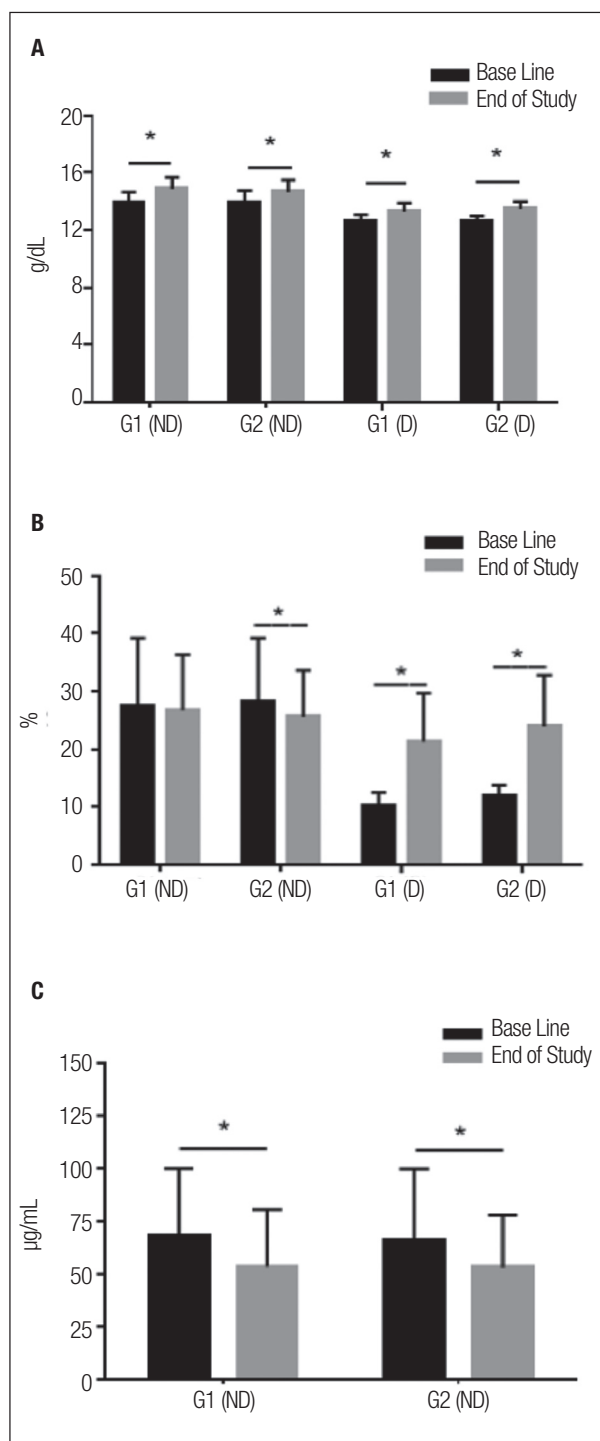 A
Base Line
End of Study
20
16
12
8
4
0
g/dL
* * * *
G1 (ND) G2 (ND) G1 (D) G2 (D)
B
Base Line
End of Study
50
40
30
20
10
0
%
* * *
G1 (ND) G2 (ND) G1 (D) G2 (D)
C
Base Line
End of Study
150
125
100
75
50
25
0
µg/mL
* *
G1 (ND) G2 (ND)